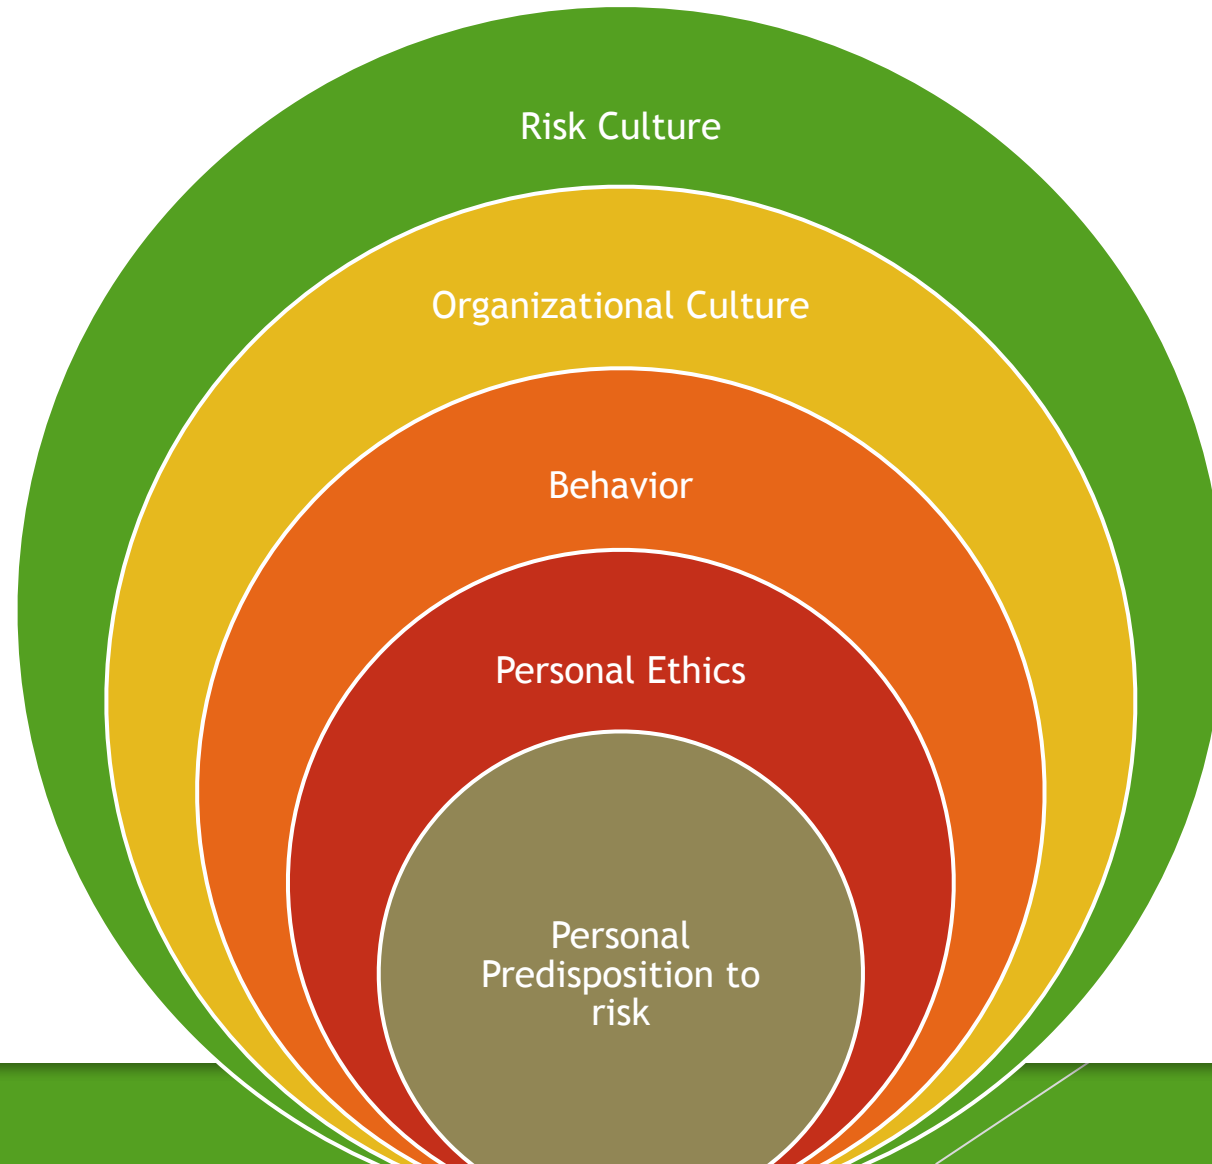 Risk Culture
Organizational Culture
Behavior
Personal Ethics
Personal
Predisposition to
risk